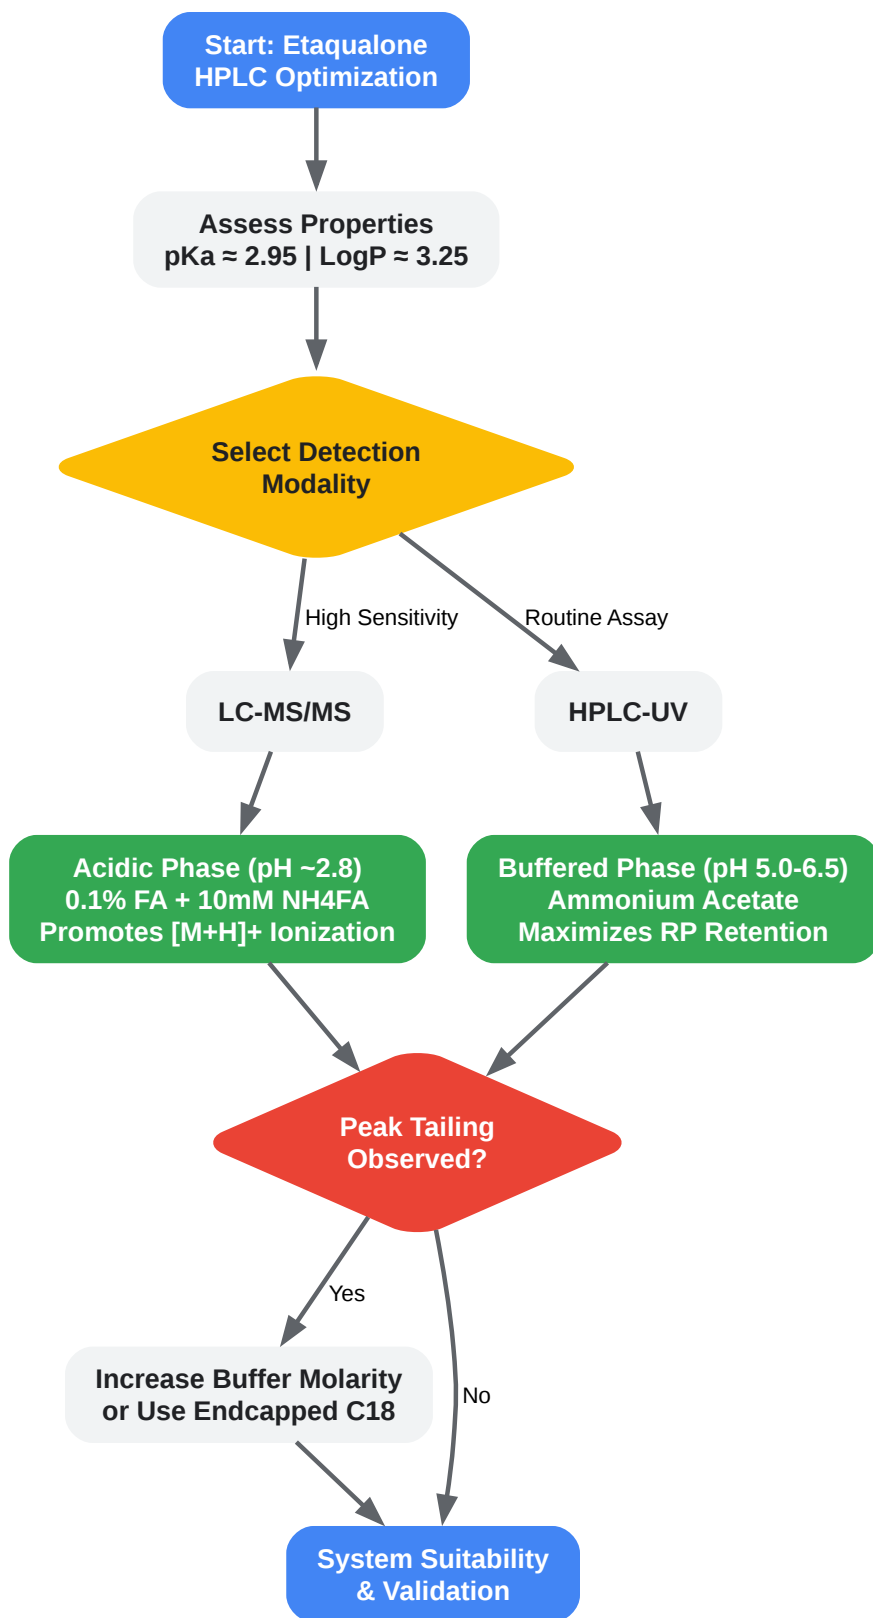 Start: Etaqualone
HPLC Optimization
Assess Properties
pKa ≈ 2.95 | LogP ≈ 3.25
Select Detection
Modality
High Sensitivity
Routine Assay
LC-MS/MS
HPLC-UV
Acidic Phase (pH ~2.8)
0.1% FA + 10mM NH4FA
Promotes [M+H]+ Ionization
Buffered Phase (pH 5.0-6.5)
Ammonium Acetate
Maximizes RP Retention
Peak Tailing
Observed?
Yes
Increase Buffer Molarity
or Use Endcapped C18
No
System Suitability
& Validation